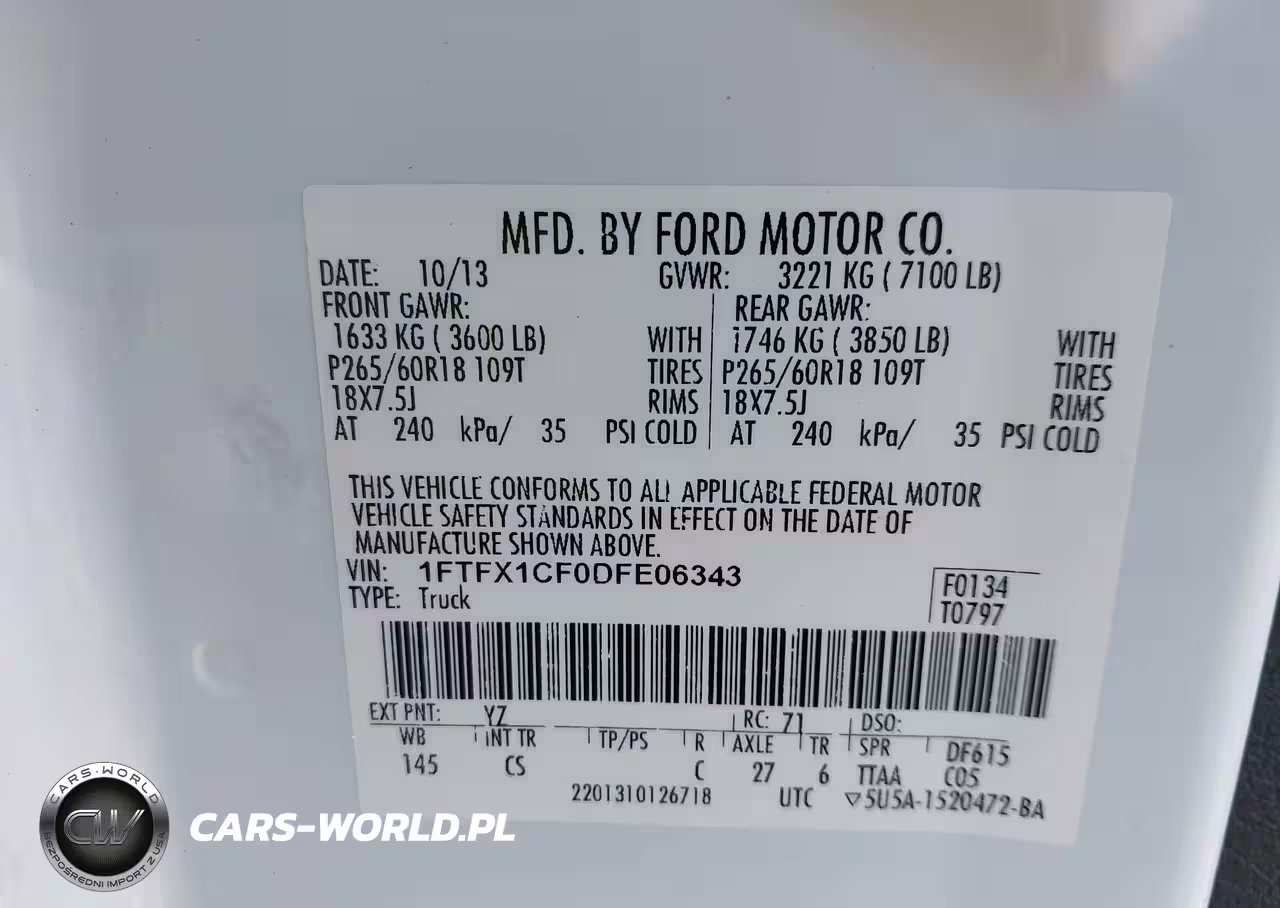 MFD. BY FORD MOTOR CO.
DATE: 10/13 GVWR: 3221 KG ( 7100 LB)
FRONT GAWR: REAR GAWR:
1633 KG ( 3600 LB) WITH 1746 KG ( 3850 LB) WITH
P265/60R18 109T TIRES P265/60R18 109T TIRES
18X7.5J RIMS 18X7.5J RIMS
AT 240 kPa/ 35 PSI COLD AT 240 kPa/ 35 PSI COLD
THIS VEHICLE CONFORMS TO ALL APPLICABLE FEDERAL MOTOR
VEHICLE SAFETY STANDARDS IN EFFECT ON THE DATE OF
MANUFACTURE SHOWN ABOVE.
VIN: 1FTFX1CF0DFE06343
TYPE: Truck
F0134
T0797
EXT PNT: YZ RC: 71 DSO:
WB INT TR TP/PS R AXLE TR SPR DF615
145 CS C 27 6 TTAA C05
2201310126718 UTC ▽5U5A-1520472-BA
CARS-WORLD
CW
BEZPOŚREDNI IMPORT Z USA
CARS-WORLD.PL